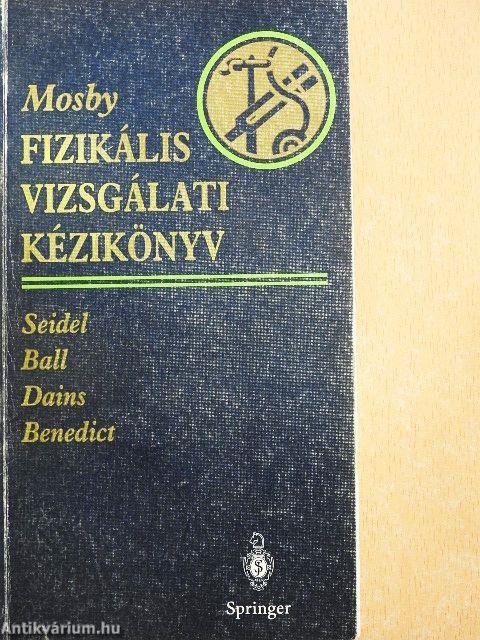 Mosby
FIZIKÁLIS
VIZSGÁLATI
KÉZIKÖNYV
Seidel
Ball
Dains
Benedict
Springer
Antikvárium.hu